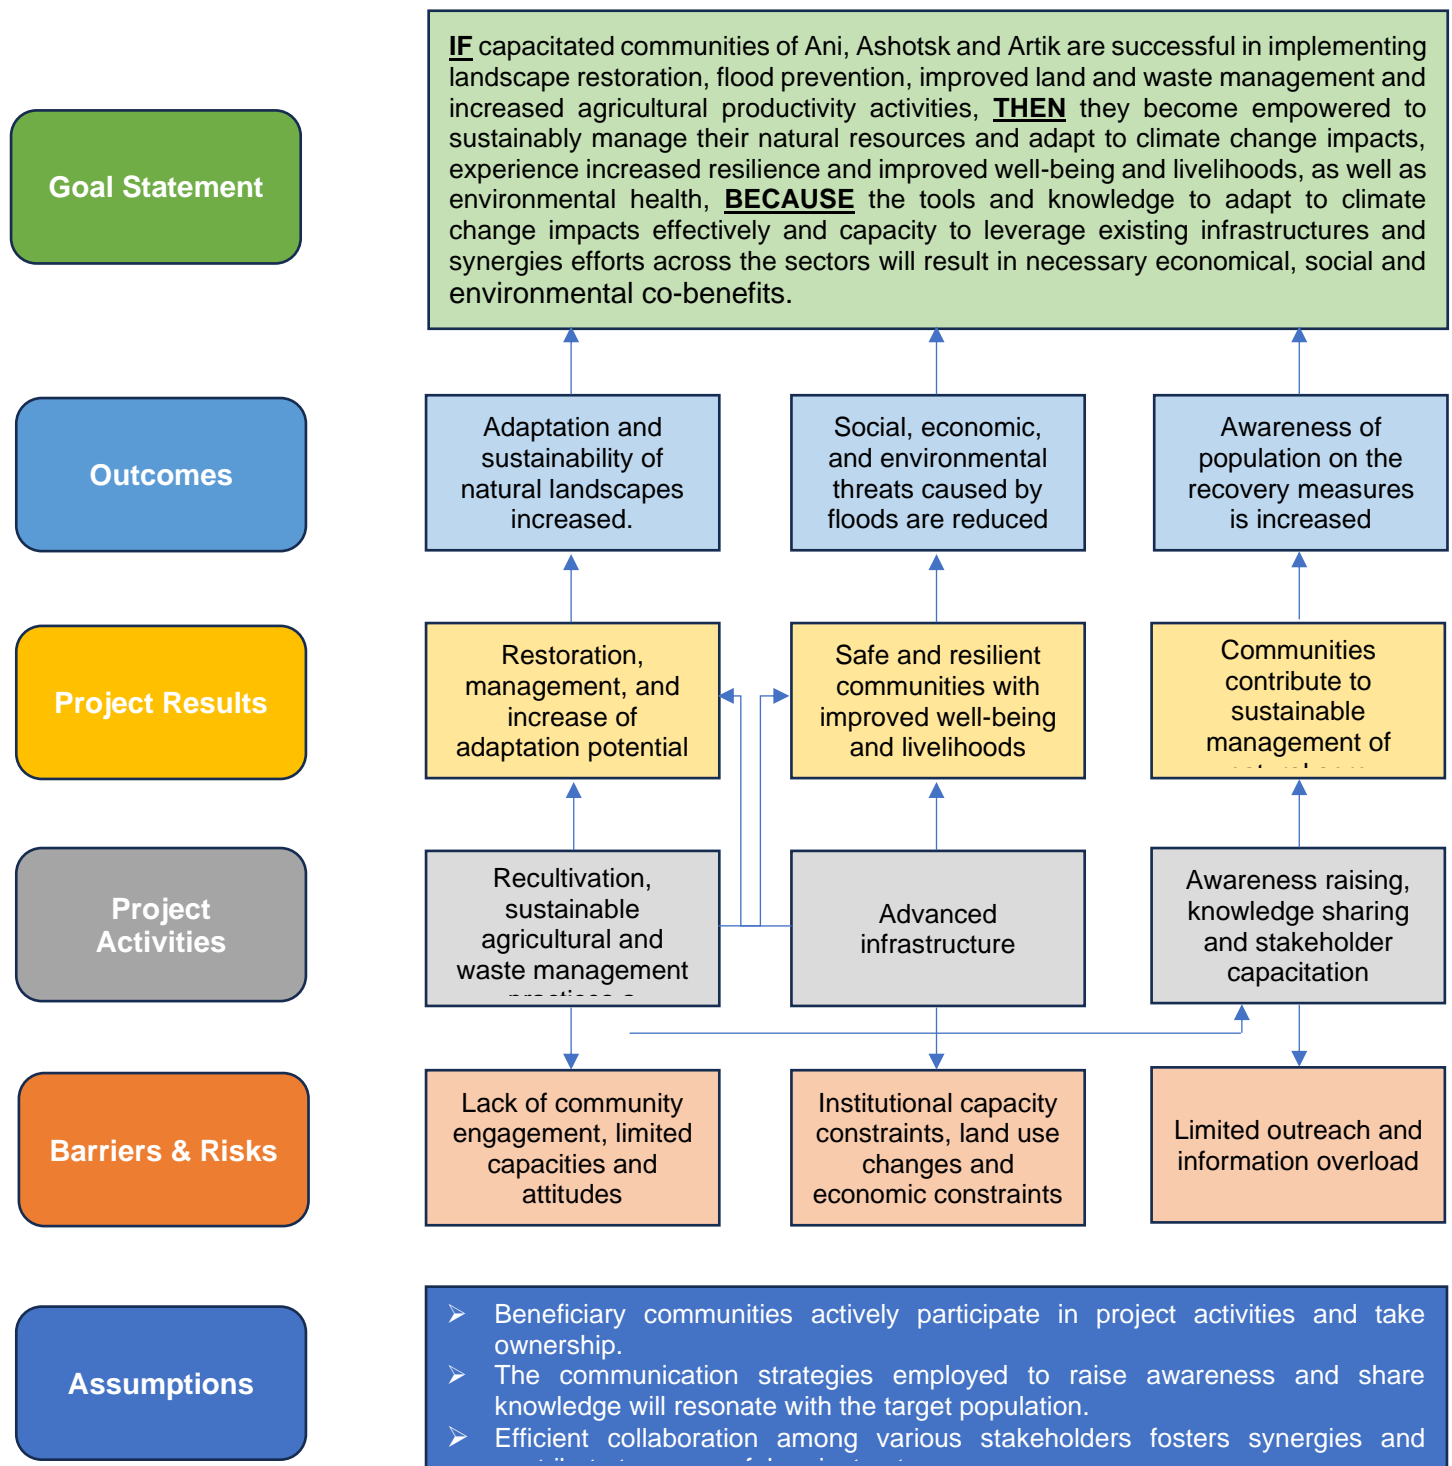 IF capacitated communities of Ani, Ashotsk and Artik are successful in implementing
landscape restoration, flood prevention, improved land and waste management and
increased agricultural productivity activities, THEN they become empowered to
sustainably manage their natural resources and adapt to climate change impacts,
experience increased resilience and improved well-being and livelihoods, as well as
environmental health, BECAUSE the tools and knowledge to adapt to climate
change impacts effectively and capacity to leverage existing infrastructures and
synergies efforts across the sectors will result in necessary economical, social and
environmental co-benefits.
Goal Statement
Outcomes
Adaptation and
sustainability of
natural landscapes
increased.
Social, economic,
and environmental
threats caused by
floods are reduced
Awareness of
population on the
recovery measures
is increased
Project Results
Restoration,
management, and
increase of
adaptation potential
Safe and resilient
communities with
improved well-being
and livelihoods
Communities
contribute to
sustainable
management of
Project
Activities
Recultivation,
sustainable
agricultural and
waste management
Advanced
infrastructure
Awareness raising,
knowledge sharing
and stakeholder
capacitation
Barriers & Risks
Lack of community
engagement, limited
capacities and
attitudes
Institutional capacity
constraints, land use
changes and
economic constraints
Limited outreach and
information overload
Assumptions
➢ Beneficiary communities actively participate in project activities and take
ownership.
➢ The communication strategies employed to raise awareness and share
knowledge will resonate with the target population.
➢ Efficient collaboration among various stakeholders fosters synergies and